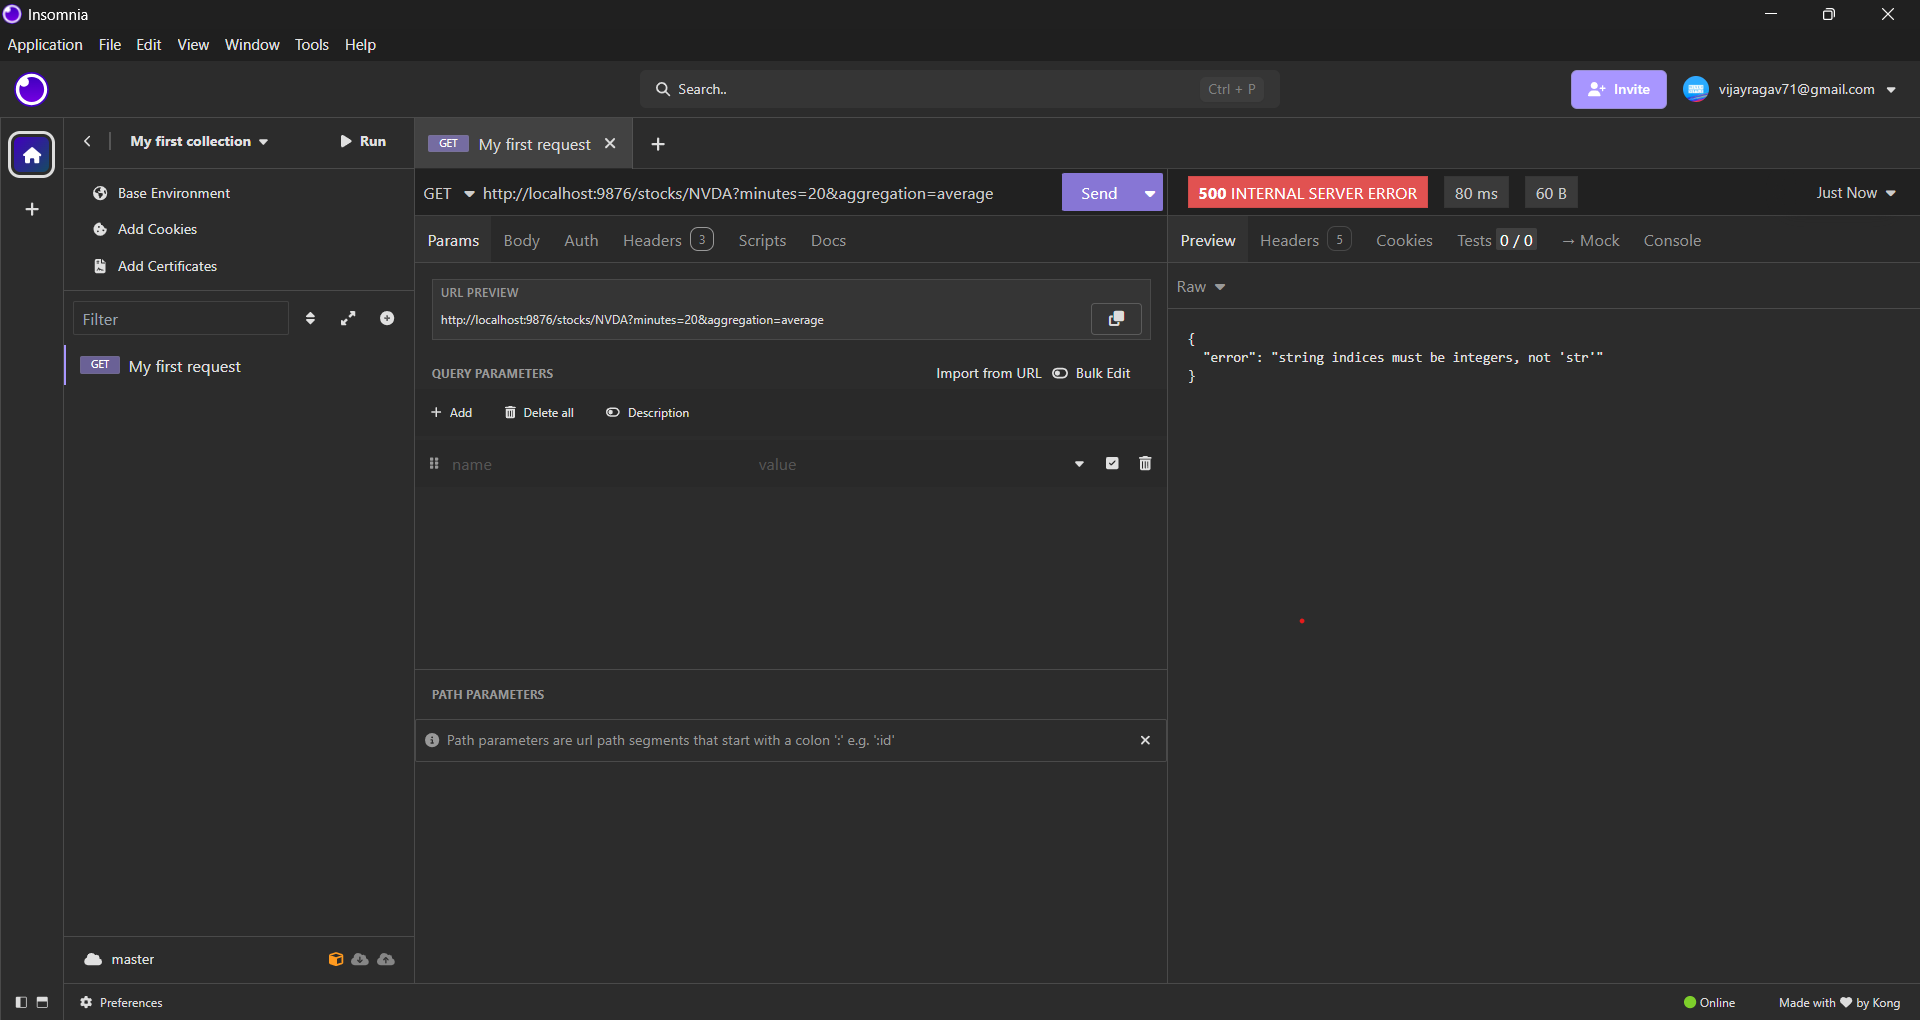 Insomnia
Application File Edit View Window Tools Help
Search.. Ctrl + P
Invite
vijayragav71@gmail.com
My first collection
Run
GET My first request
Base Environment
Add Cookies
Add Certificates
Filter
GET My first request
GET http://localhost:9876/stocks/NVDA?minutes=20&aggregation=average
Send
Params Body Auth Headers 3 Scripts Docs
URL PREVIEW
http://localhost:9876/stocks/NVDA?minutes=20&aggregation=average
QUERY PARAMETERS
Import from URL Bulk Edit
Add Delete all Description
name value
PATH PARAMETERS
Path parameters are url path segments that start with a colon ':' e.g. ':id'
500 INTERNAL SERVER ERROR 80 ms 60 B Just Now
Preview Headers 5 Cookies Tests 0 / 0 → Mock Console
Raw
{
"error": "string indices must be integers, not 'str'"
}
master
Preferences
Online
Made with ♥ by Kong